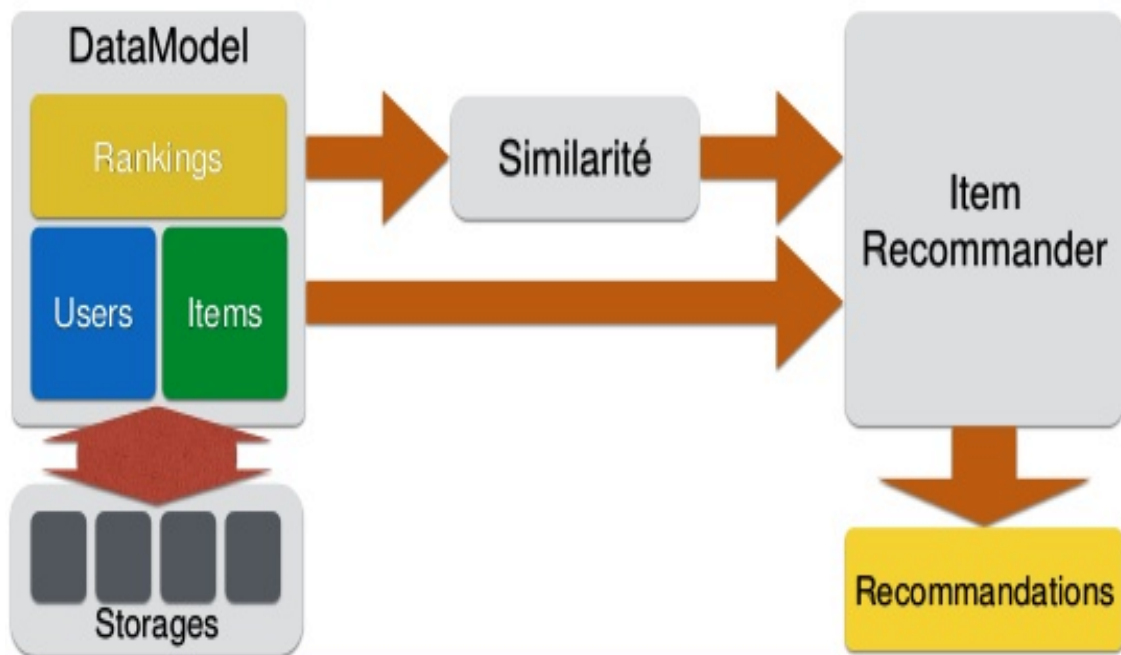 DataModel
Rankings
Users
Items
Storages
Similarité
Item
Recommander
Recommandations